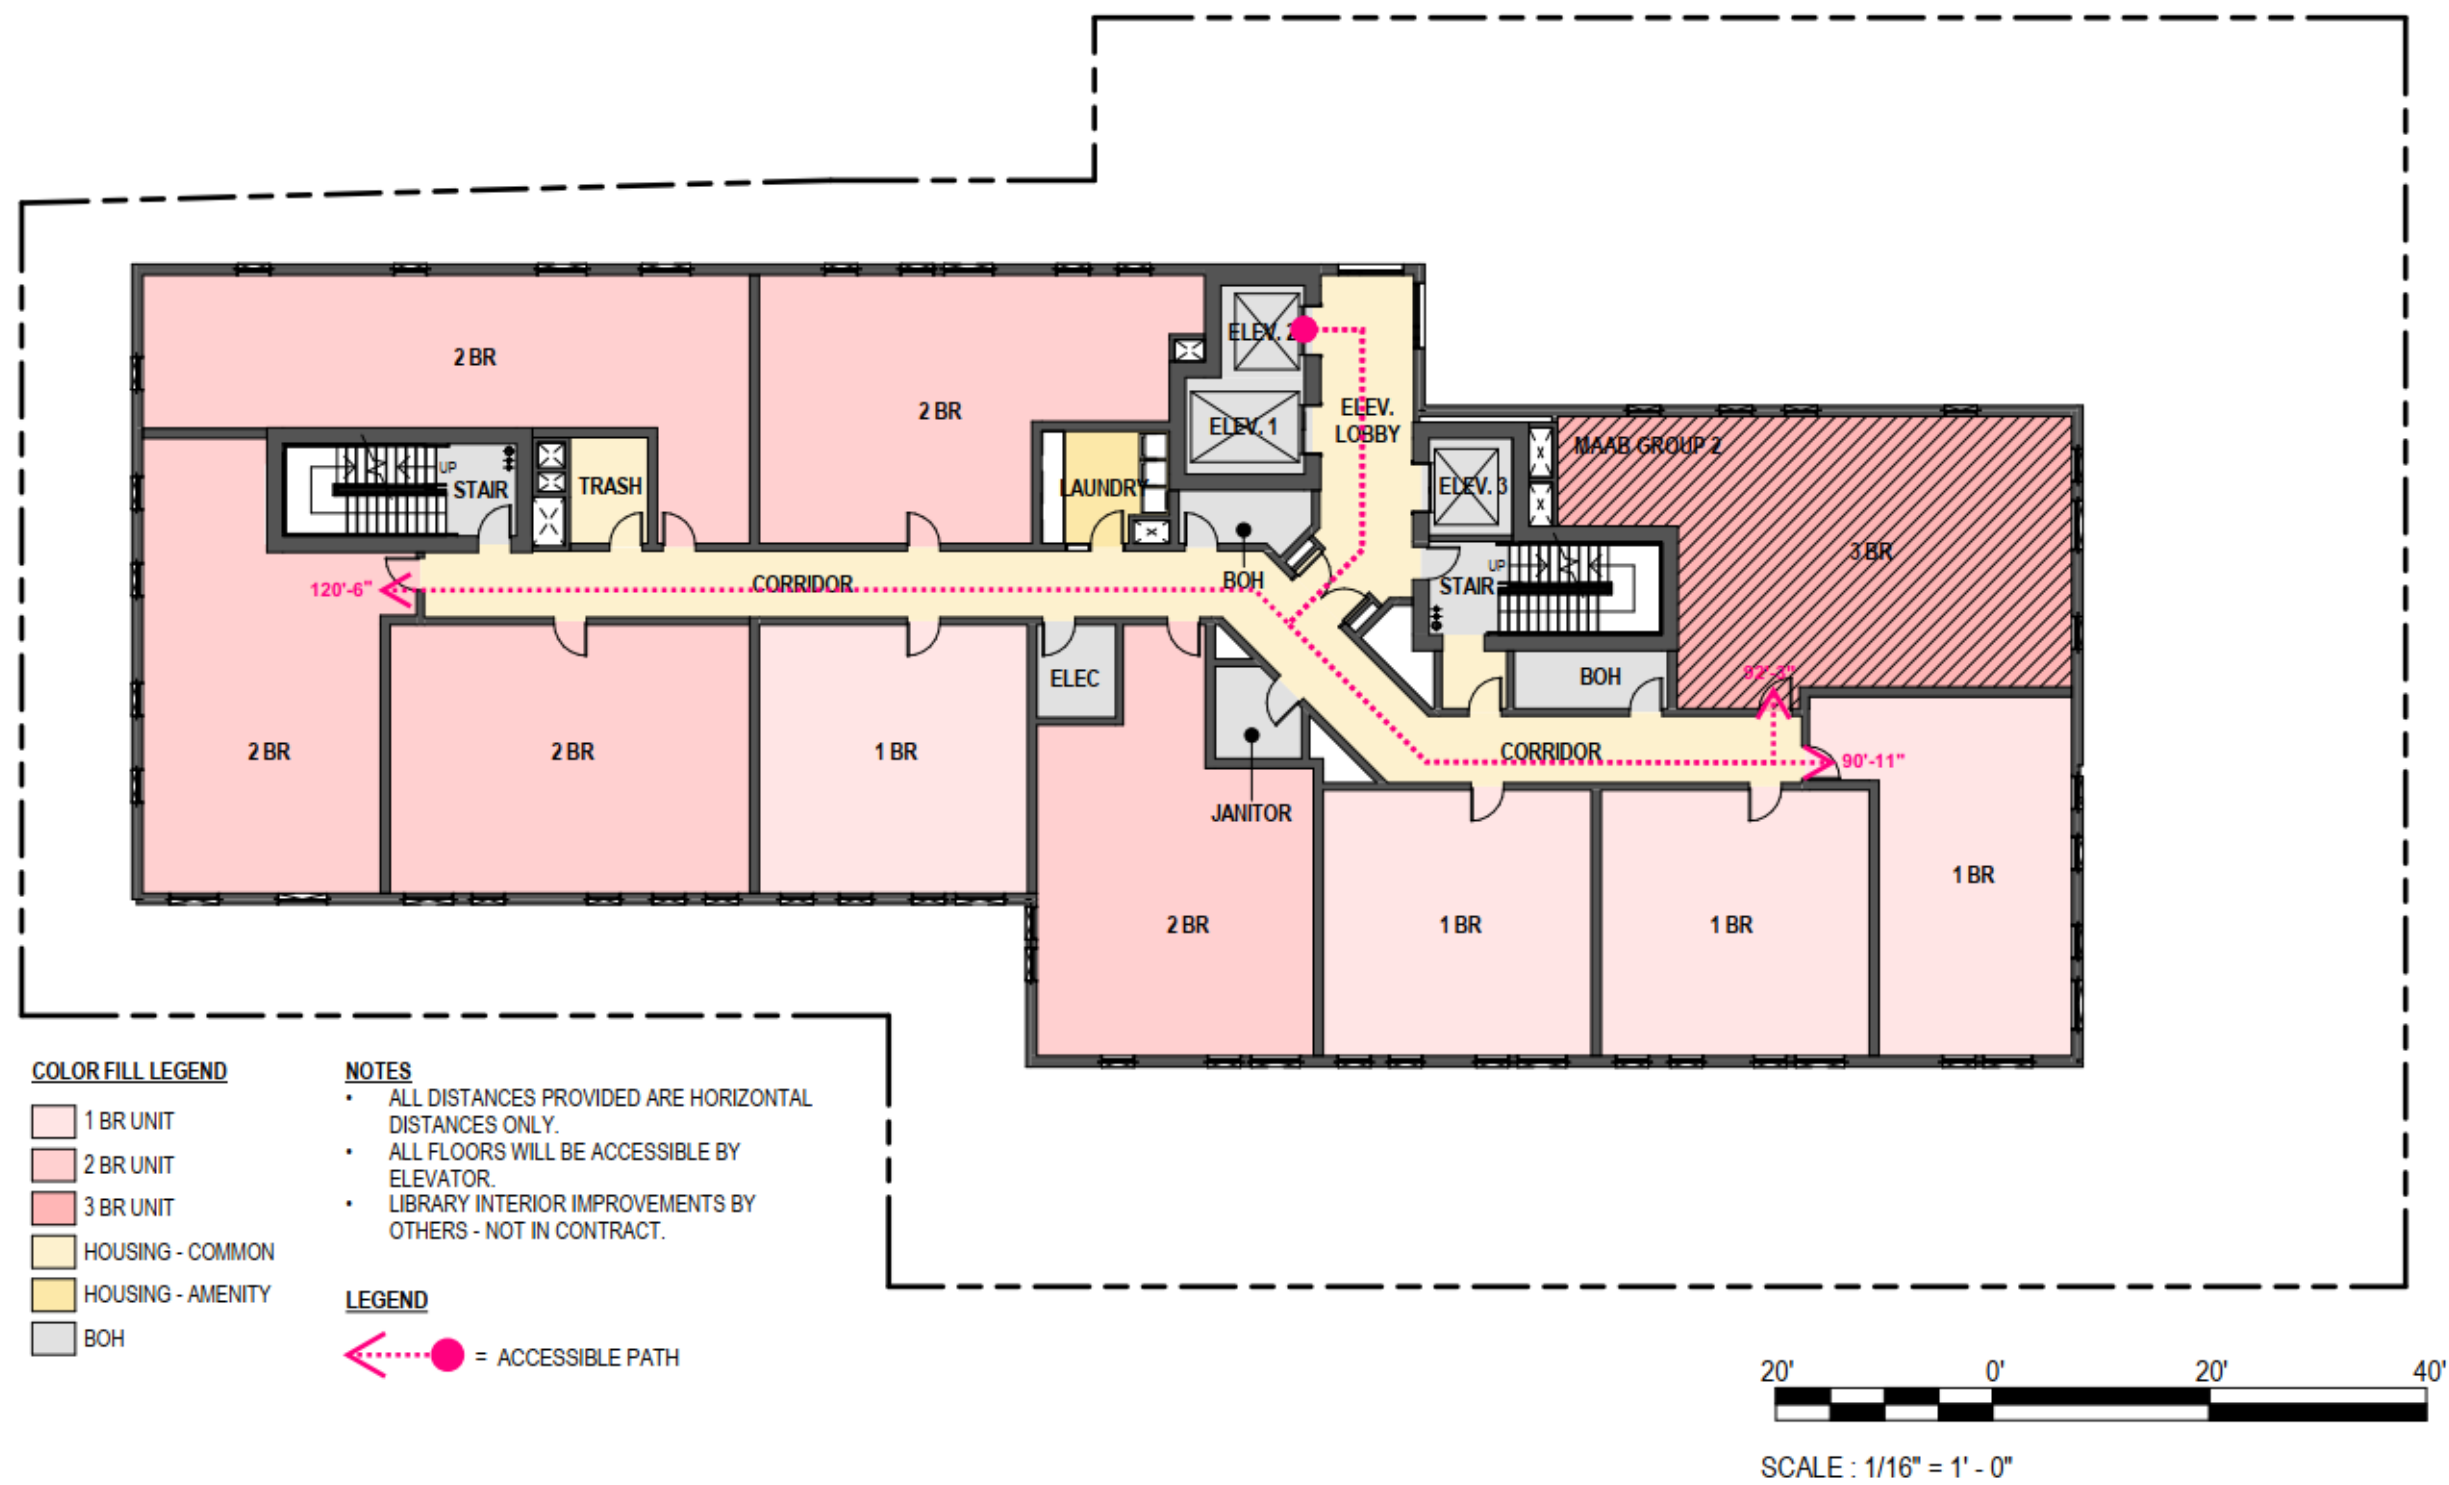 2 BR
ELEV. 2
2 BR
ELEV.
LOBBY
ELEV. 1
MAAB GROUP 2
UP
STAIR
TRASH
LAUNDRY
ELEV. 3
3 BR
120'-6"
CORRIDOR
BOH
UP
STAIR
ELEC
BOH
92'-3"
2 BR
2 BR
1 BR
CORRIDOR
90'-11"
JANITOR
1 BR
2 BR
1 BR
1 BR
COLOR FILL LEGEND
1 BR UNIT
2 BR UNIT
3 BR UNIT
HOUSING - COMMON
HOUSING - AMENITY
BOH
NOTES
• ALL DISTANCES PROVIDED ARE HORIZONTAL
DISTANCES ONLY.
• ALL FLOORS WILL BE ACCESSIBLE BY
ELEVATOR.
• LIBRARY INTERIOR IMPROVEMENTS BY
OTHERS - NOT IN CONTRACT.
LEGEND
= ACCESSIBLE PATH
20' 0' 20' 40'
SCALE : 1/16" = 1' - 0"